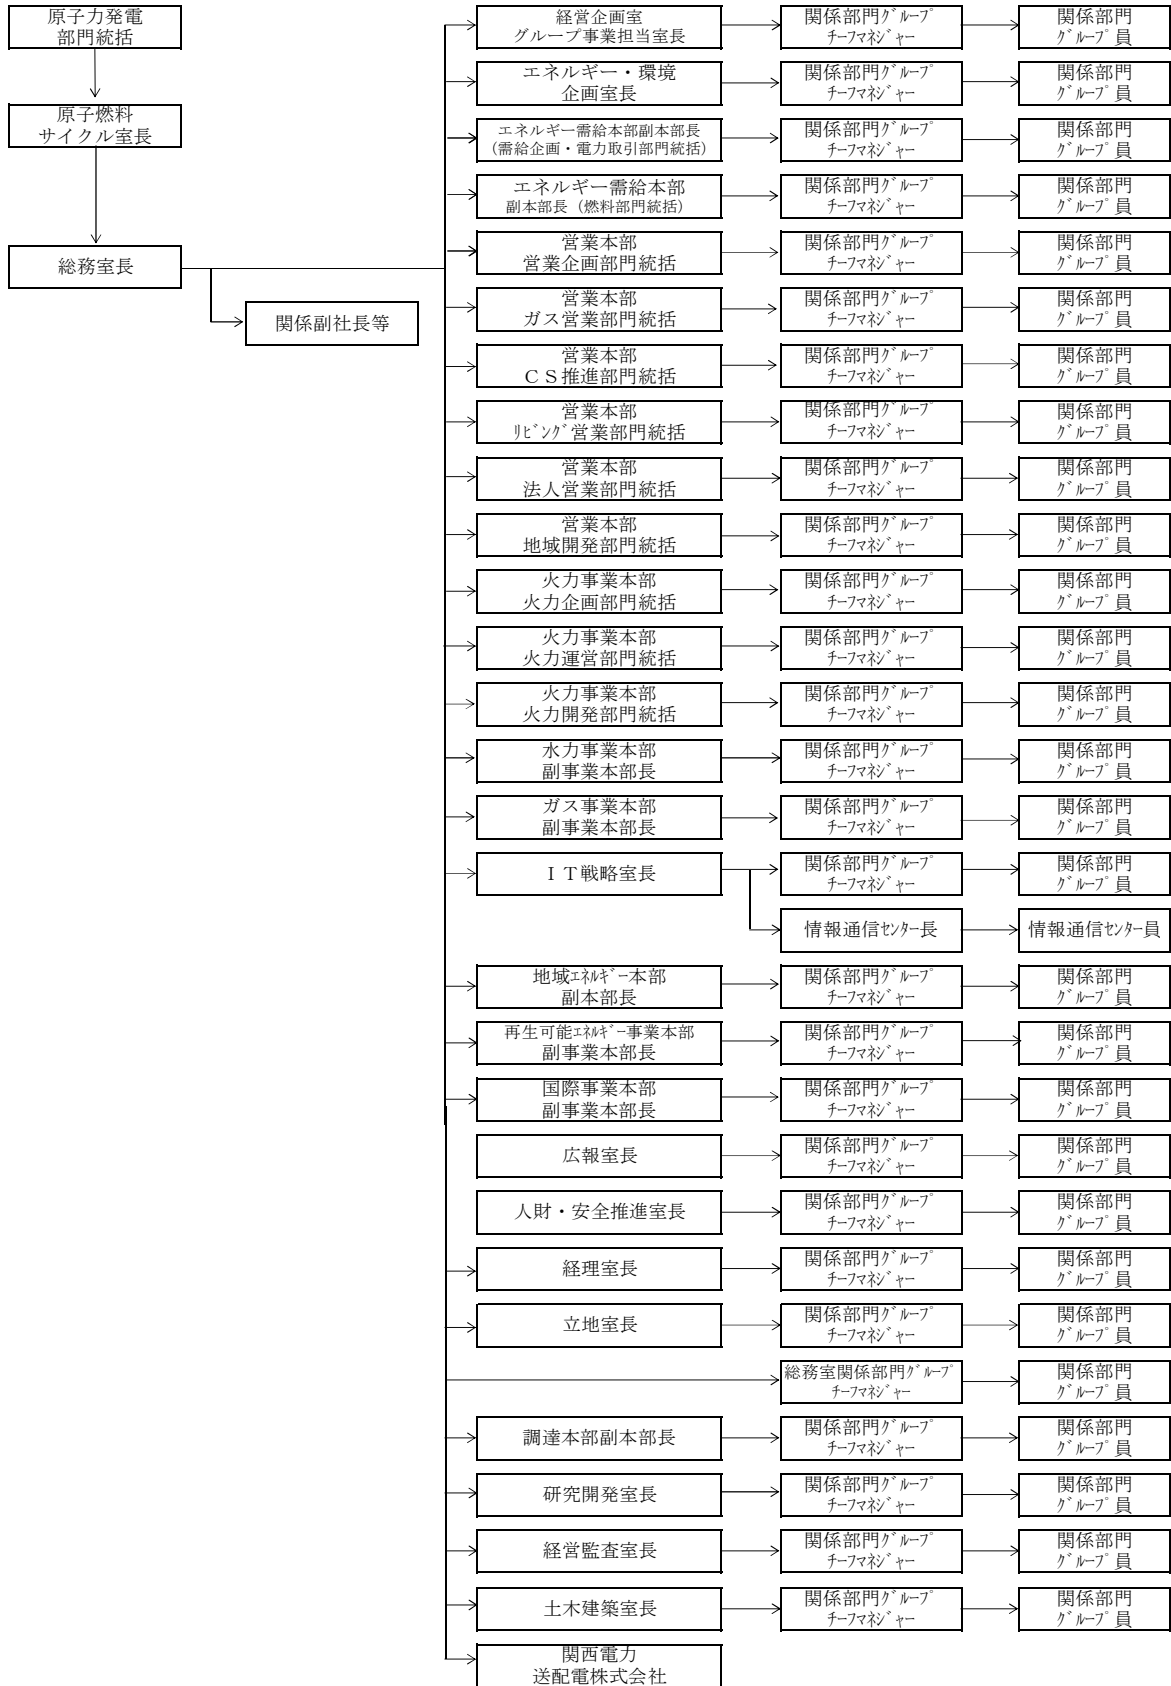 原子力発電
部門統括
原子燃料
サイクル室長
総務室長
関係副社長等
経営企画室
グループ事業担当室長
関係部門グループ
チーフマネジャー
関係部門
グループ員
エネルギー・環境
企画室長
関係部門グループ
チーフマネジャー
関係部門
グループ員
エネルギー需給本部副本部長
(需給企画・電力取引部門統括)
関係部門グループ
チーフマネジャー
関係部門
グループ員
エネルギー需給本部
副本部長（燃料部門統括）
関係部門グループ
チーフマネジャー
関係部門
グループ員
営業本部
営業企画部門統括
関係部門グループ
チーフマネジャー
関係部門
グループ員
営業本部
ガス営業部門統括
関係部門グループ
チーフマネジャー
関係部門
グループ員
営業本部
ＣＳ推進部門統括
関係部門グループ
チーフマネジャー
関係部門
グループ員
営業本部
リビング営業部門統括
関係部門グループ
チーフマネジャー
関係部門
グループ員
営業本部
法人営業部門統括
関係部門グループ
チーフマネジャー
関係部門
グループ員
営業本部
地域開発部門統括
関係部門グループ
チーフマネジャー
関係部門
グループ員
火力事業本部
火力企画部門統括
関係部門グループ
チーフマネジャー
関係部門
グループ員
火力事業本部
火力運営部門統括
関係部門グループ
チーフマネジャー
関係部門
グループ員
火力事業本部
火力開発部門統括
関係部門グループ
チーフマネジャー
関係部門
グループ員
水力事業本部
副事業本部長
関係部門グループ
チーフマネジャー
関係部門
グループ員
ガス事業本部
副事業本部長
関係部門グループ
チーフマネジャー
関係部門
グループ員
ＩＴ戦略室長
関係部門グループ
チーフマネジャー
関係部門
グループ員
情報通信センター長
情報通信センター員
地域エネルギー本部
副本部長
関係部門グループ
チーフマネジャー
関係部門
グループ員
再生可能エネルギー事業本部
副事業本部長
関係部門グループ
チーフマネジャー
関係部門
グループ員
国際事業本部
副事業本部長
関係部門グループ
チーフマネジャー
関係部門
グループ員
広報室長
関係部門グループ
チーフマネジャー
関係部門
グループ員
人財・安全推進室長
関係部門グループ
チーフマネジャー
関係部門
グループ員
経理室長
関係部門グループ
チーフマネジャー
関係部門
グループ員
立地室長
関係部門グループ
チーフマネジャー
関係部門
グループ員
総務室関係部門グループ
チーフマネジャー
関係部門
グループ員
調達本部副本部長
関係部門グループ
チーフマネジャー
関係部門
グループ員
研究開発室長
関係部門グループ
チーフマネジャー
関係部門
グループ員
経営監査室長
関係部門グループ
チーフマネジャー
関係部門
グループ員
土木建築室長
関係部門グループ
チーフマネジャー
関係部門
グループ員
関西電力
送配電株式会社